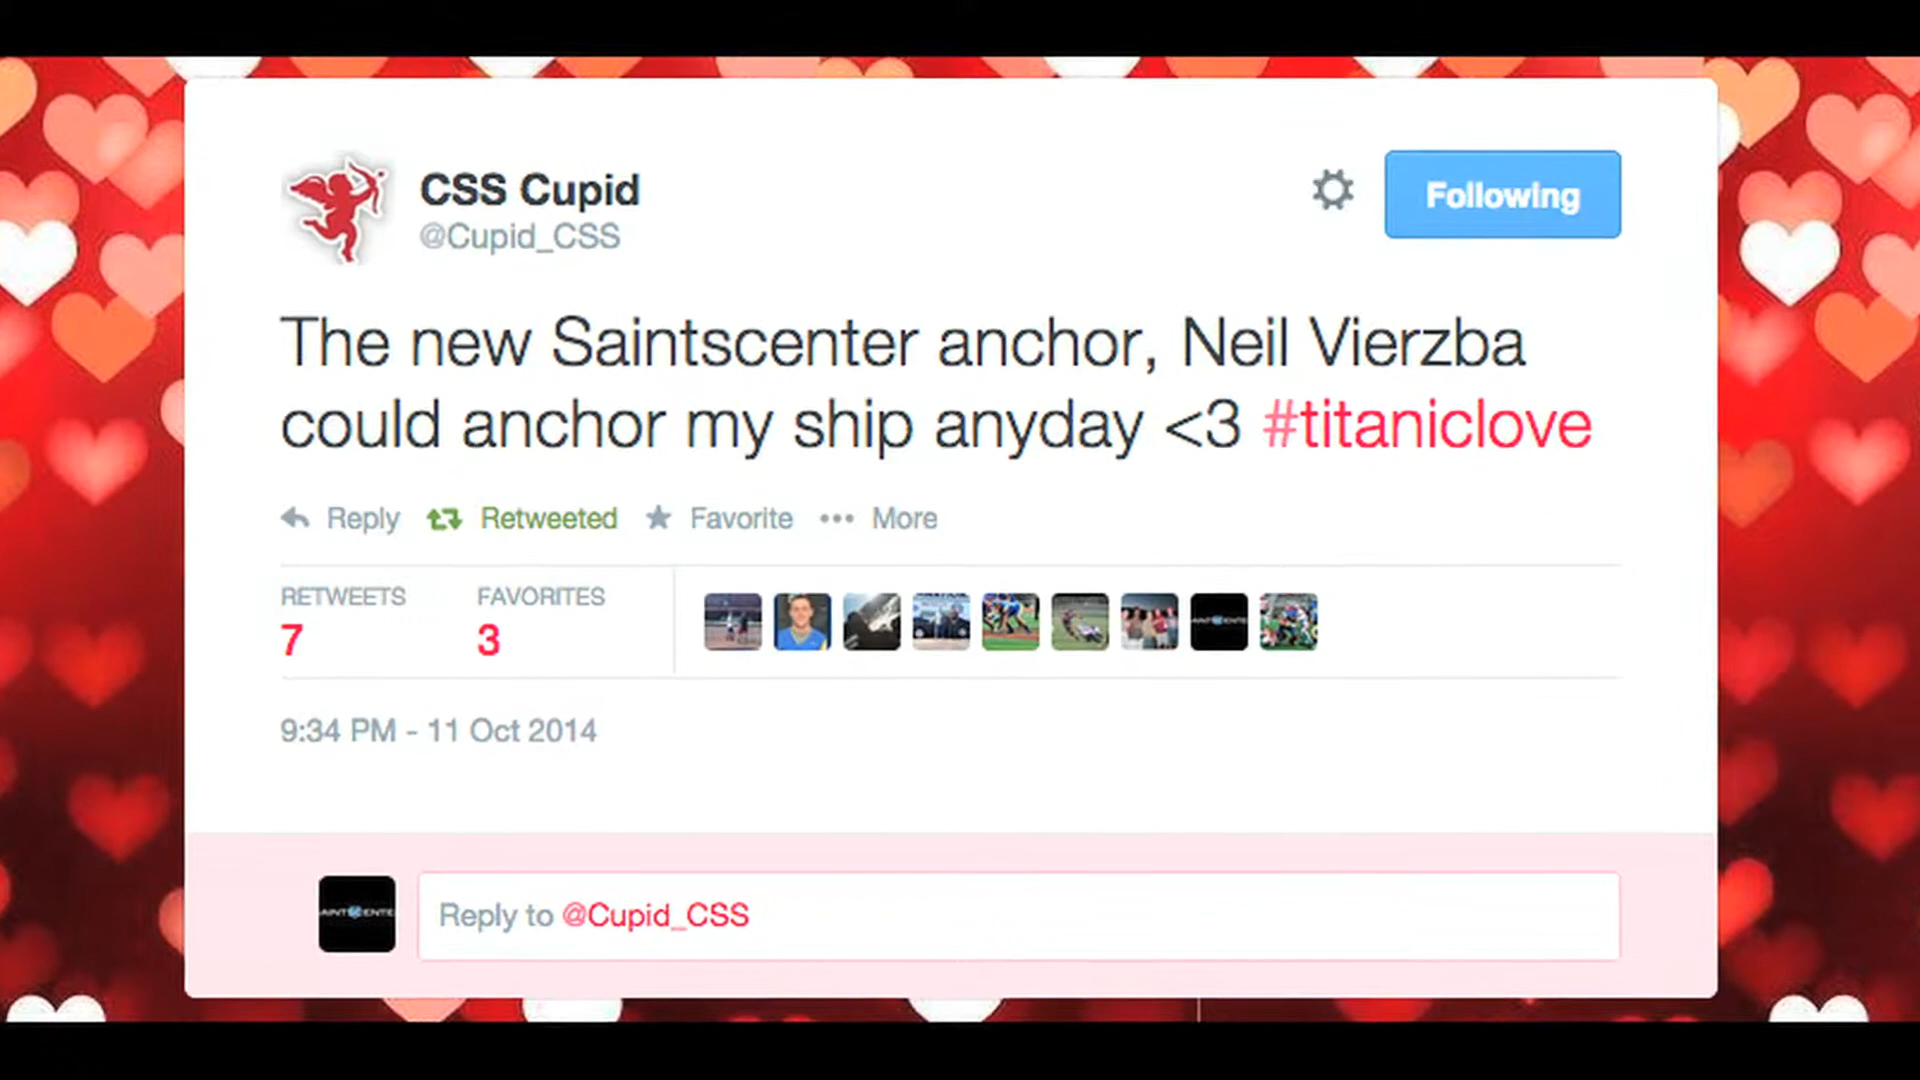 CSS Cupid
@Cupid_CSS
Following
The new Saintscenter anchor, Neil Vierzba
could anchor my ship anyday <3 #titaniclove
Reply Retweeted Favorite More
RETWEETS FAVORITES
7 3
9:34 PM - 11 Oct 2014
Reply to @Cupid_CSS